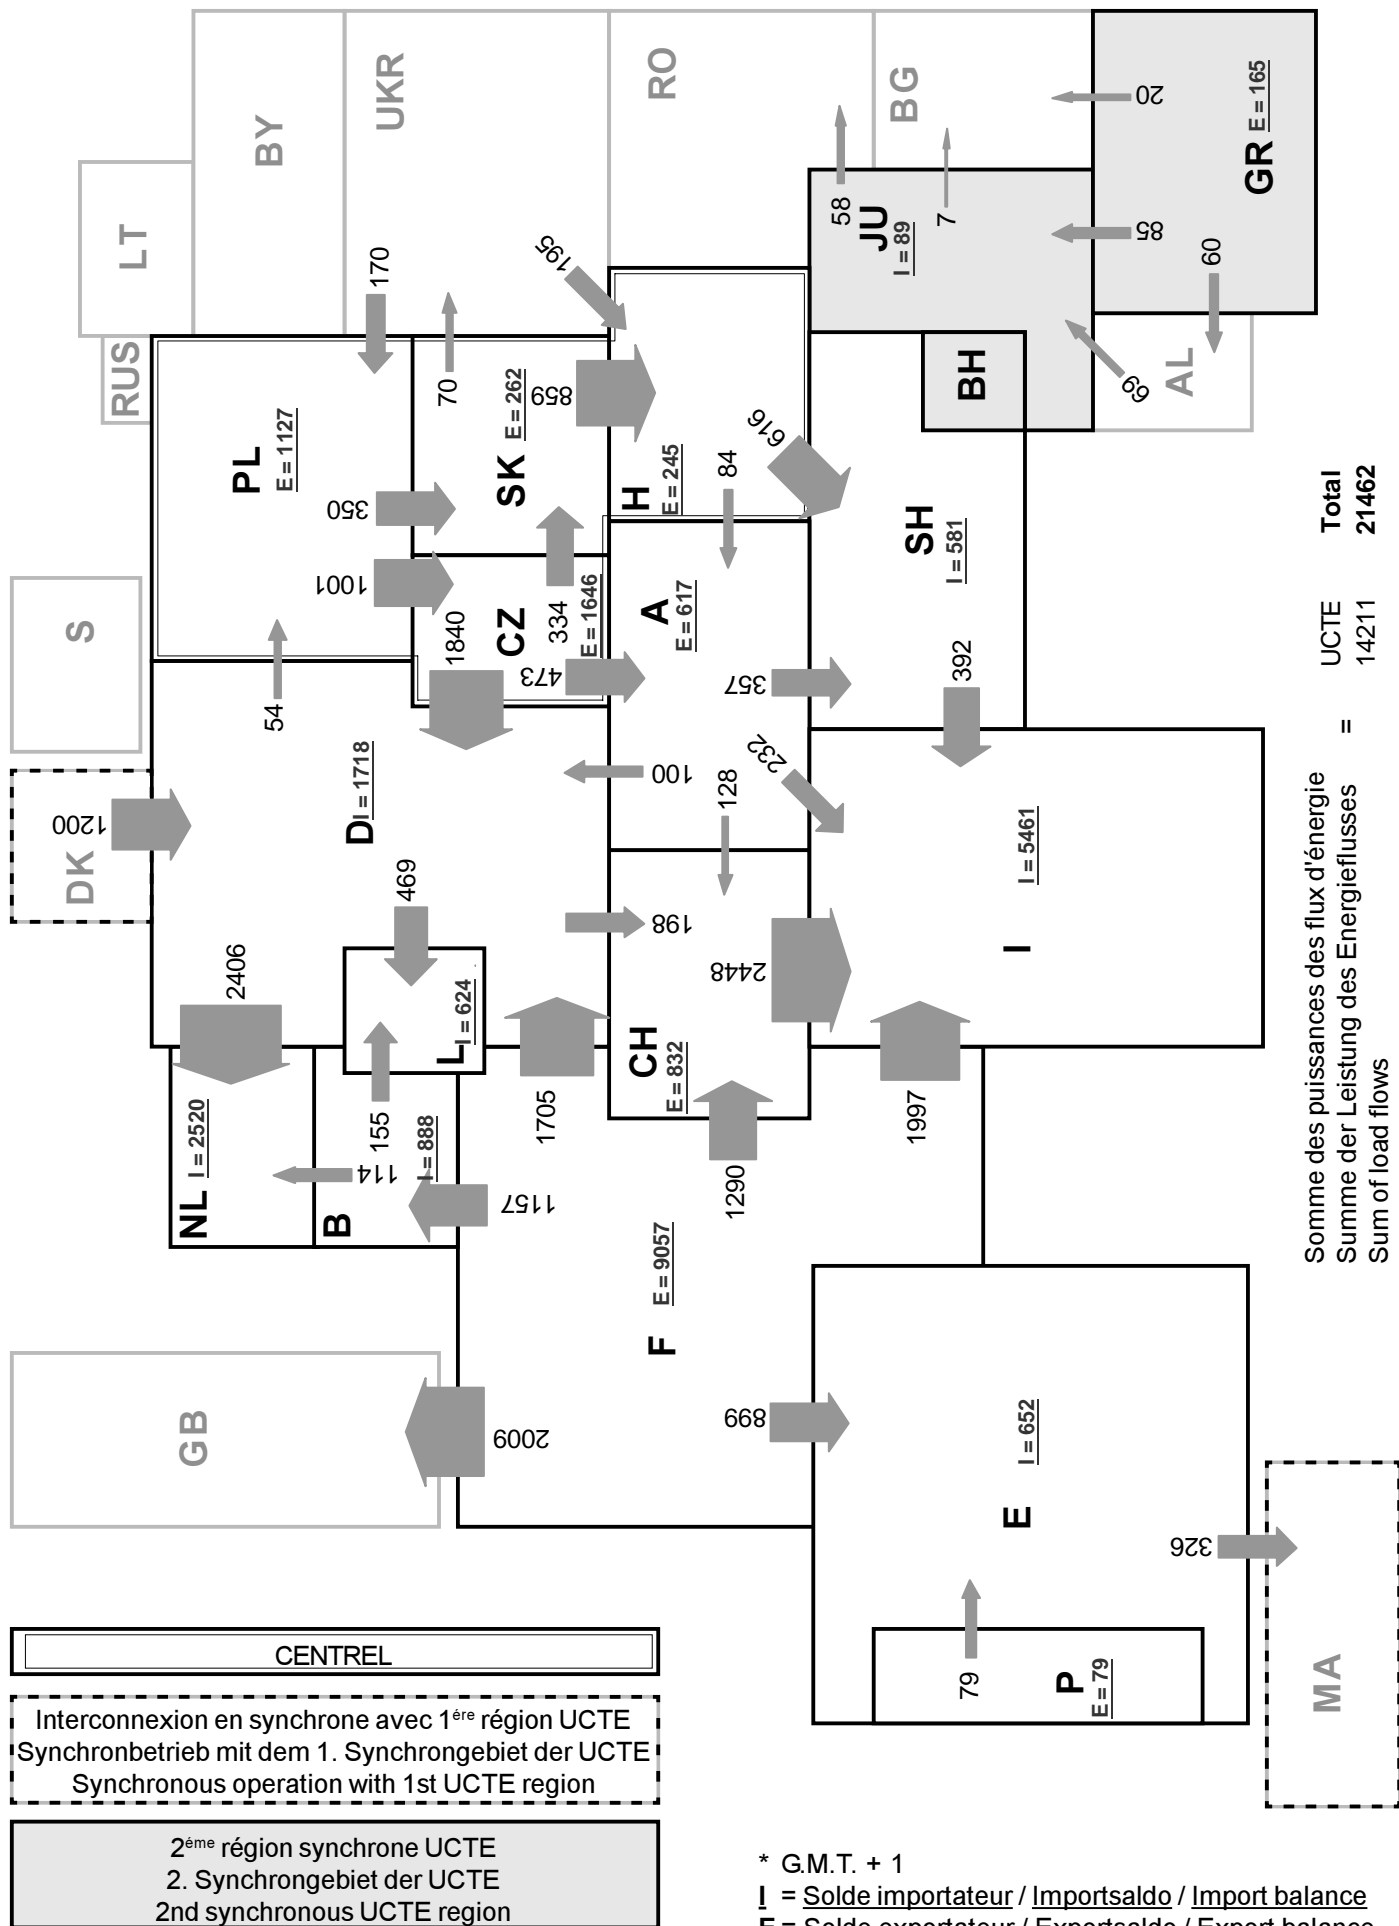 LT
BY
UKR
RO
BG
RUS
GR E = 165
20
85
60
58
JU
I = 89
7
BH
69
AL
170
195
70
PL
E = 1127
SK E = 262
859
350
1001
54
S
CZ
E = 1646
334
1840
473
H
E = 245
84
616
SH
I = 581
A
E = 617
357
392
232
100
128
DK
1200
D I = 1718
469
198
2406
L I = 624
NL I = 2520
B
I = 888
155
114
1157
1705
CH
E = 832
2448
1290
1997
I
I = 5461
F E = 9057
GB
2009
899
E I = 652
326
MA
79
P
E = 79
UCTE Total
Somme des puissances des flux d'énergie
Summe der Leistung des Energieflusses = 14211 21462
Sum of load flows
CENTREL
Interconnexion en synchrone avec 1ére région UCTE
Synchronbetrieb mit dem 1. Synchrongebiet der UCTE
Synchronous operation with 1st UCTE region
2éme région synchrone UCTE
2. Synchrongebiet der UCTE
2nd synchronous UCTE region
* G.M.T. + 1
I = Solde importateur / Importsaldo / Import balance
E = Solde exportateur / Exportsaldo / Export balance